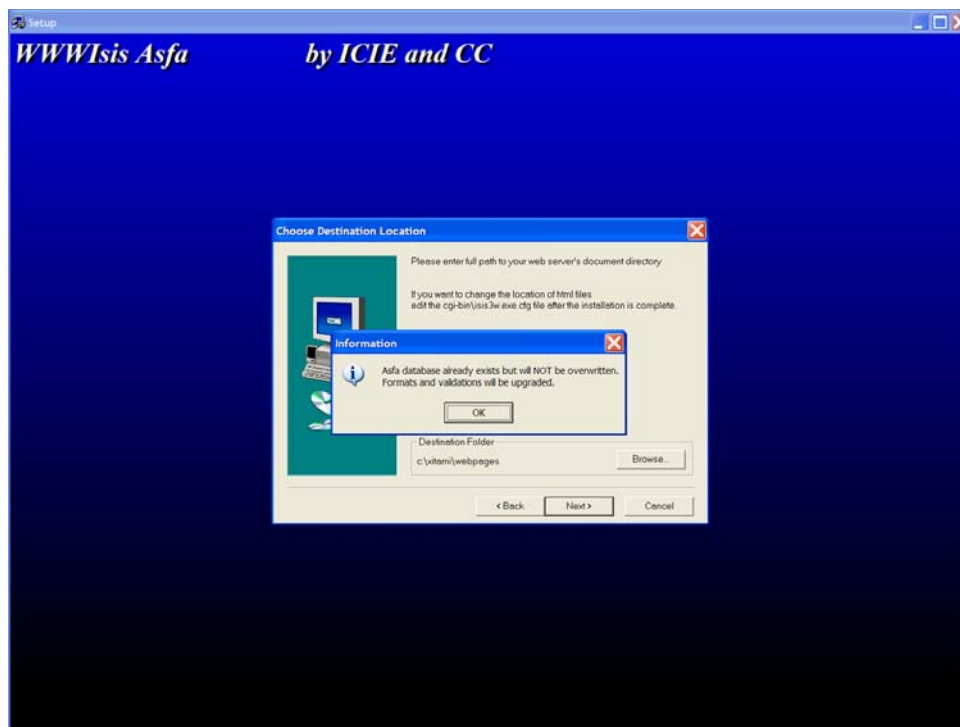 Setup
WWWIsis Asfa by ICIE and CC
Choose Destination Location
Please enter full path to your web server's document directory
If you want to change the location of html files
edit the cgi-bin\isis3w.exe.cfg file after the installation is complete.
Information
Asfa database already exists but will NOT be overwritten.
Formats and validations will be upgraded.
OK
Destination Folder
c:\xitami\webpages
Browse...
< Back
Next >
Cancel